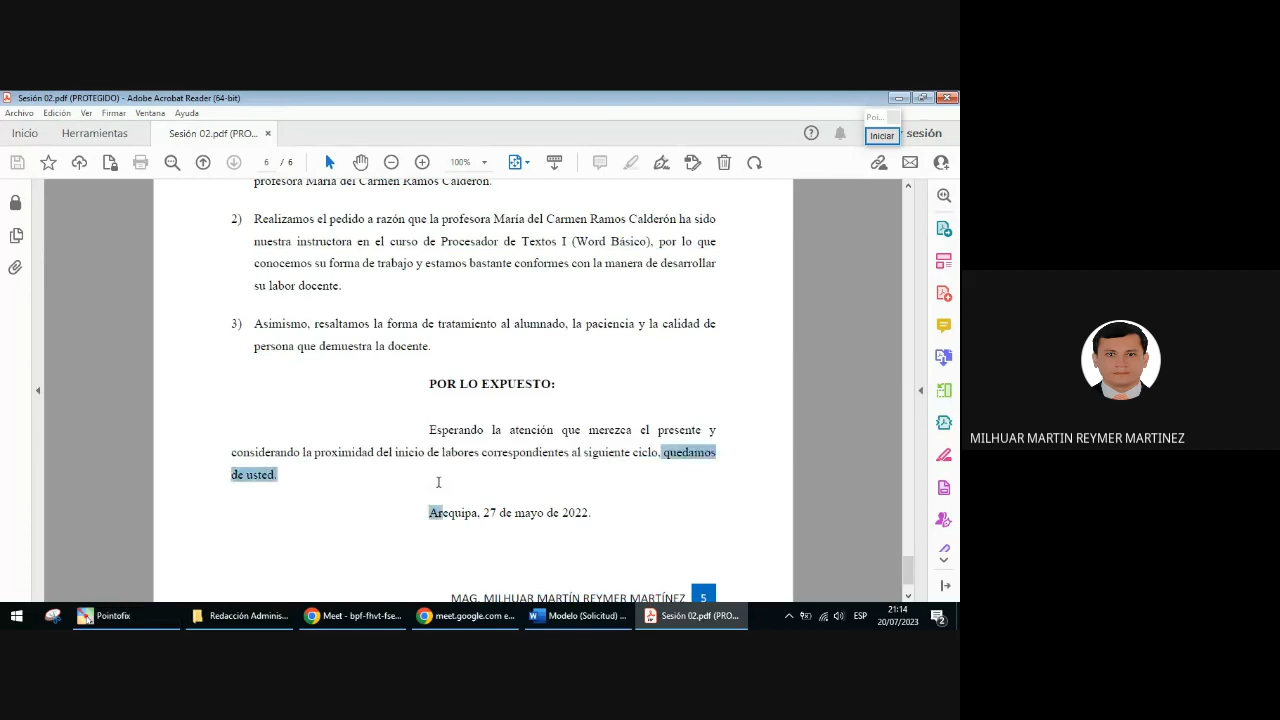 Sesión 02.pdf (PROTEGIDO) - Adobe Acrobat Reader (64-bit)
Archivo Edición Ver Firmar Ventana Ayuda
Poi...
Inicio Herramientas Sesión 02.pdf (PRO... × Iniciar sesión
6 / 6 100%
profesora María del Carmen Ramos Calderón.
2) Realizamos el pedido a razón que la profesora María del Carmen Ramos Calderón ha sido
nuestra instructora en el curso de Procesador de Textos I (Word Básico), por lo que
conocemos su forma de trabajo y estamos bastante conformes con la manera de desarrollar
su labor docente.
3) Asimismo, resaltamos la forma de tratamiento al alumnado, la paciencia y la calidad de
persona que demuestra la docente.
POR LO EXPUESTO:
Esperando la atención que merezca el presente y
considerando la proximidad del inicio de labores correspondientes al siguiente ciclo, quedamos
de usted.
Arequipa, 27 de mayo de 2022.
MAG. MILHUAR MARTÍN REYMER MARTÍNEZ 5
MILHUAR MARTIN REYMER MARTINEZ
Pointofix Redacción Adminis... Meet - bpf-fhvt-fse... meet.google.com e... Modelo (Solicitud) ... Sesión 02.pdf (PRO... ESP 21:14
20/07/2023 2